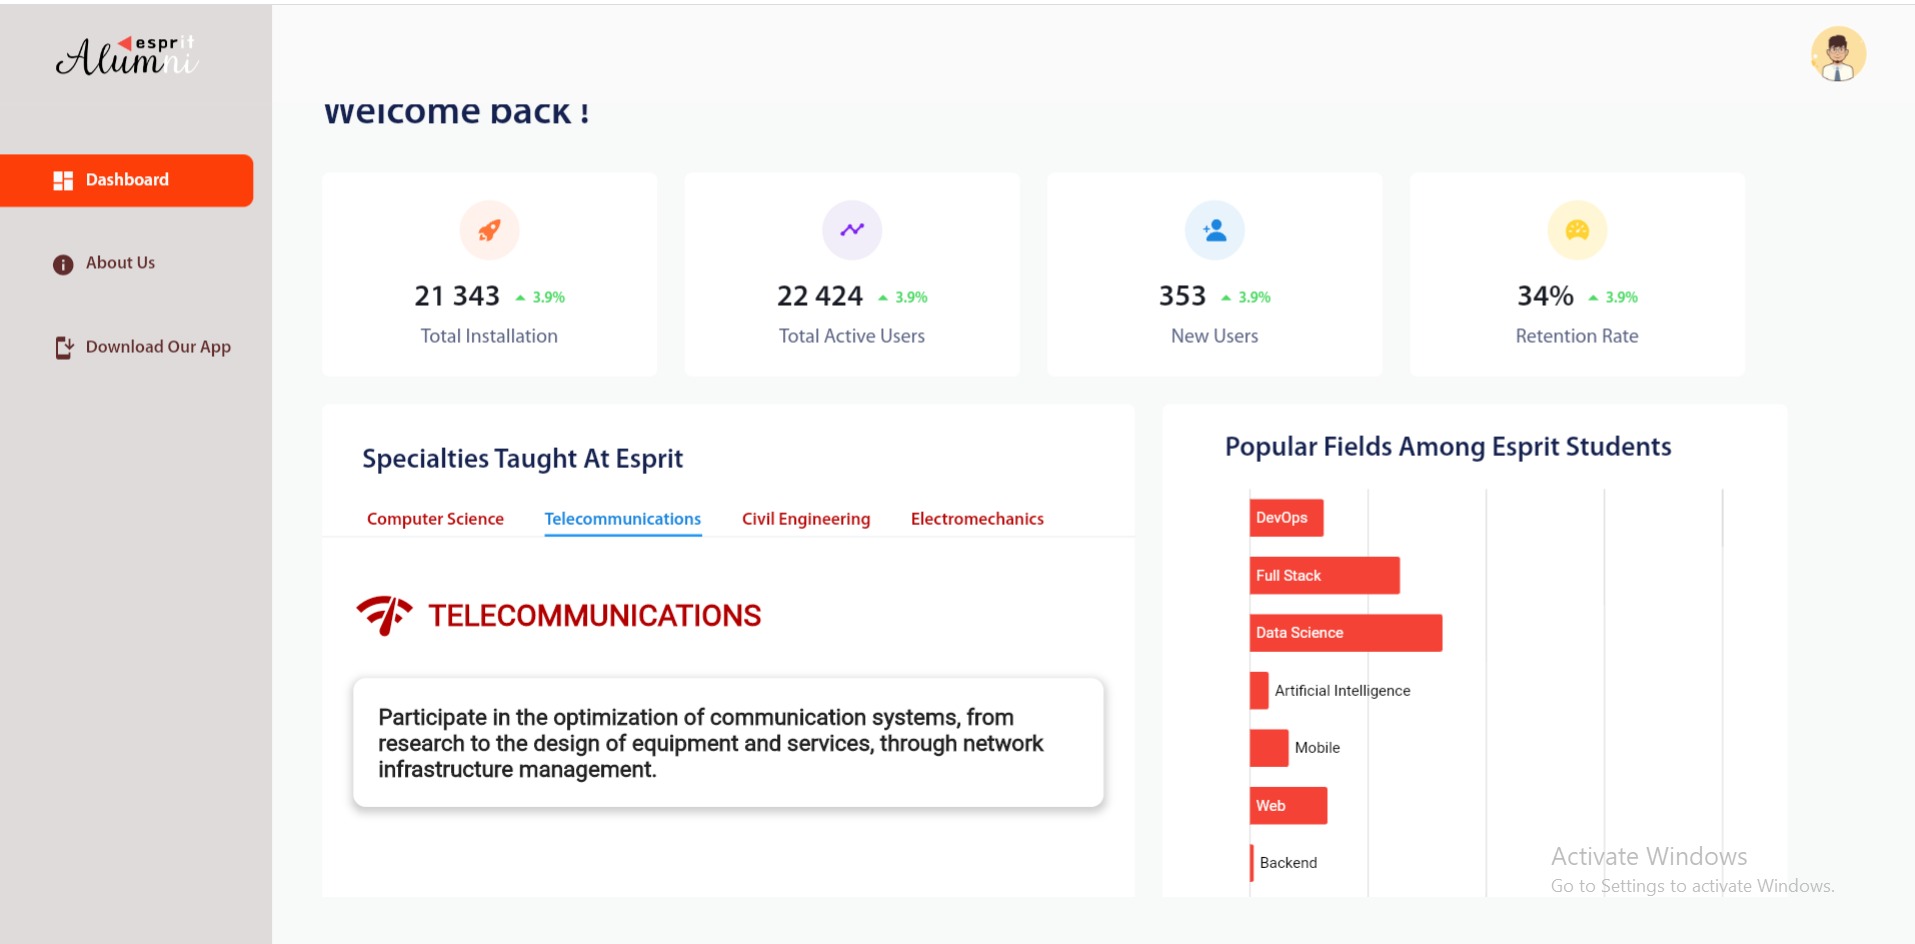 esprit
Alumni
Welcome back !
Dashboard
About Us
Download Our App
21 343 3.9%
Total Installation
22 424 3.9%
Total Active Users
353 3.9%
New Users
34% 3.9%
Retention Rate
Specialties Taught At Esprit
Computer Science Telecommunications Civil Engineering Electromechanics
TELECOMMUNICATIONS
Participate in the optimization of communication systems, from
research to the design of equipment and services, through network
infrastructure management.
Popular Fields Among Esprit Students
DevOps
Full Stack
Data Science
Artificial Intelligence
Mobile
Web
Backend
Activate Windows
Go to Settings to activate Windows.